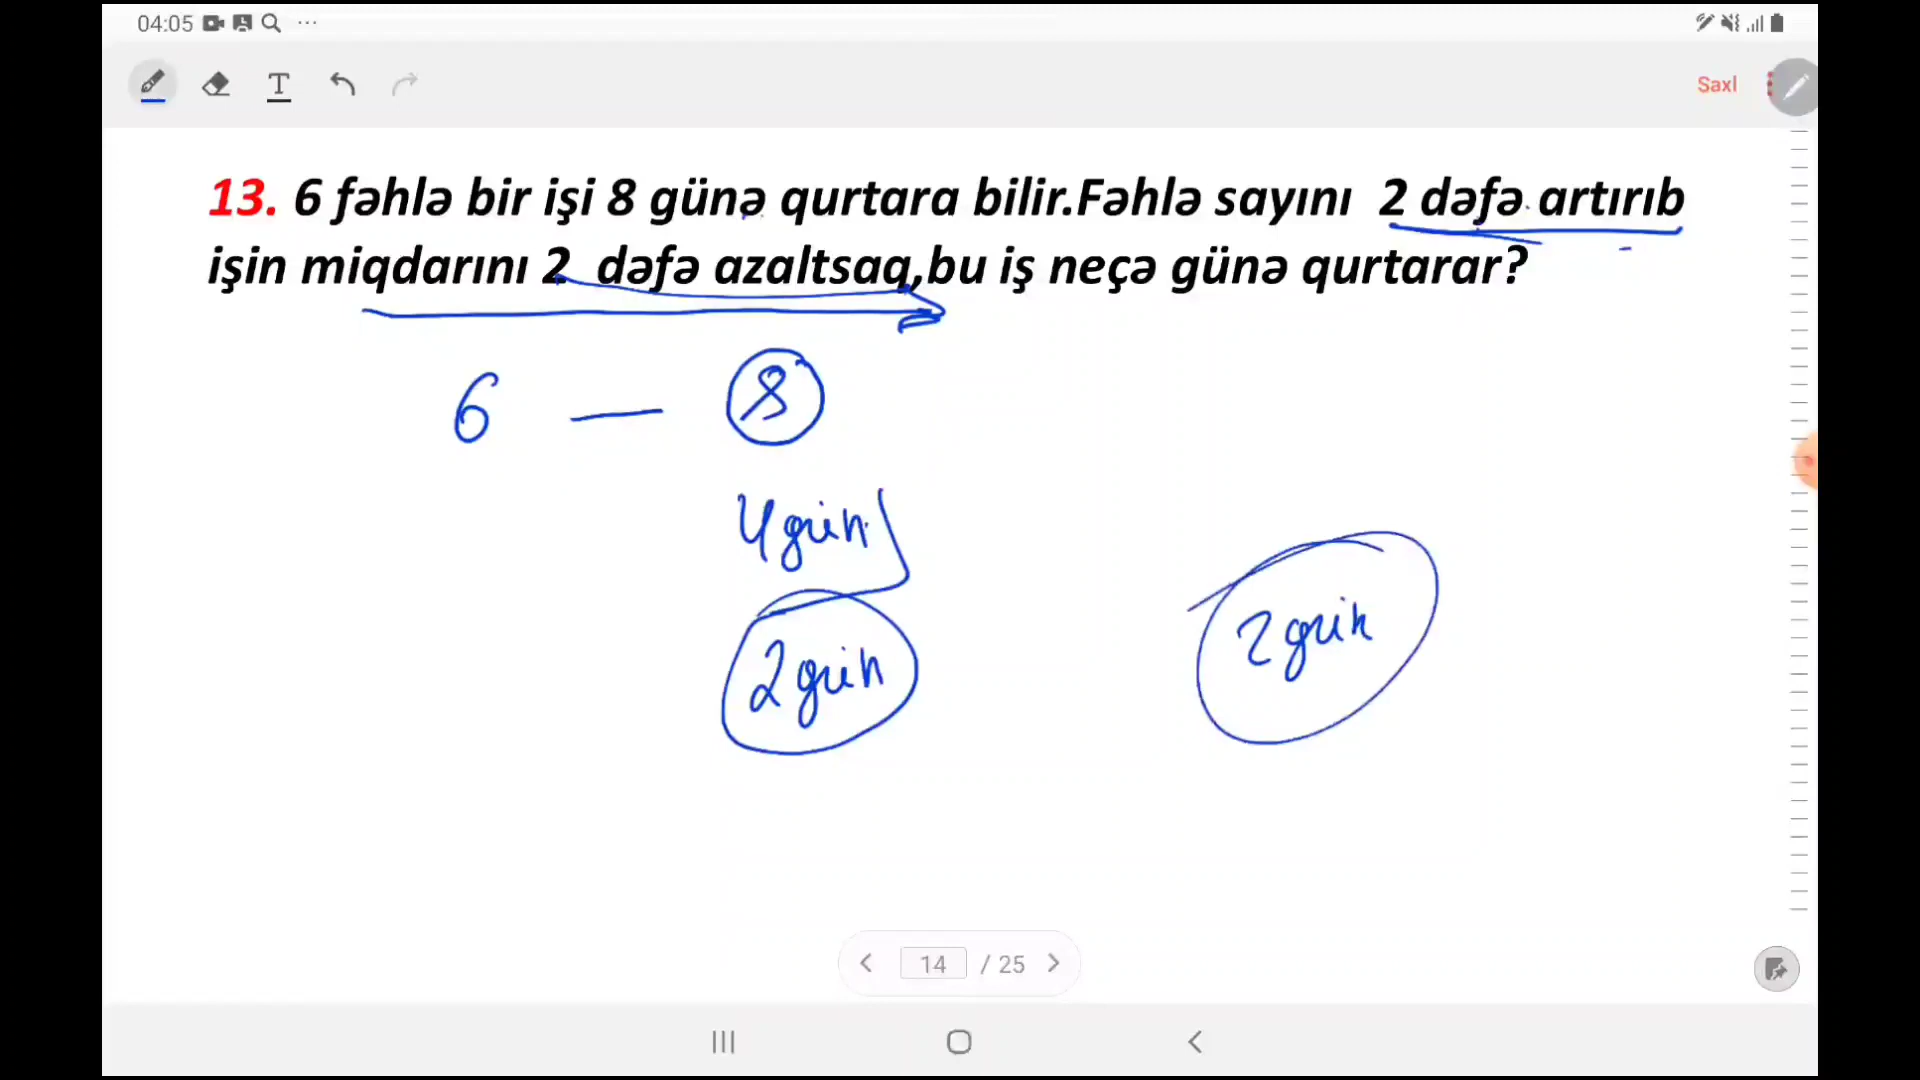 04:05
T
Saxl
13. 6 fəhlə bir işi 8 günə qurtara bilir.Fəhlə sayını 2 dəfə artırıb
işin miqdarını 2 dəfə azaltsaq,bu iş neçə günə qurtarar?
6 — 8
4 gün
2 gün
2 gün
14 / 25